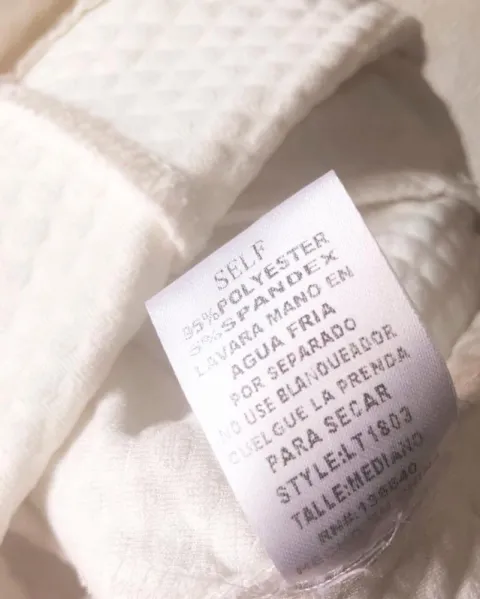 SELF
95%POLYESTER
5%SPANDEX
LAVARA MANO EN
AGUA FRIA
POR SEPARADO
NO USE BLANQUEADOR
CUELGUE LA PRENDA
PARA SECAR
STYLE:LT1803
TALLE:MEDIANO